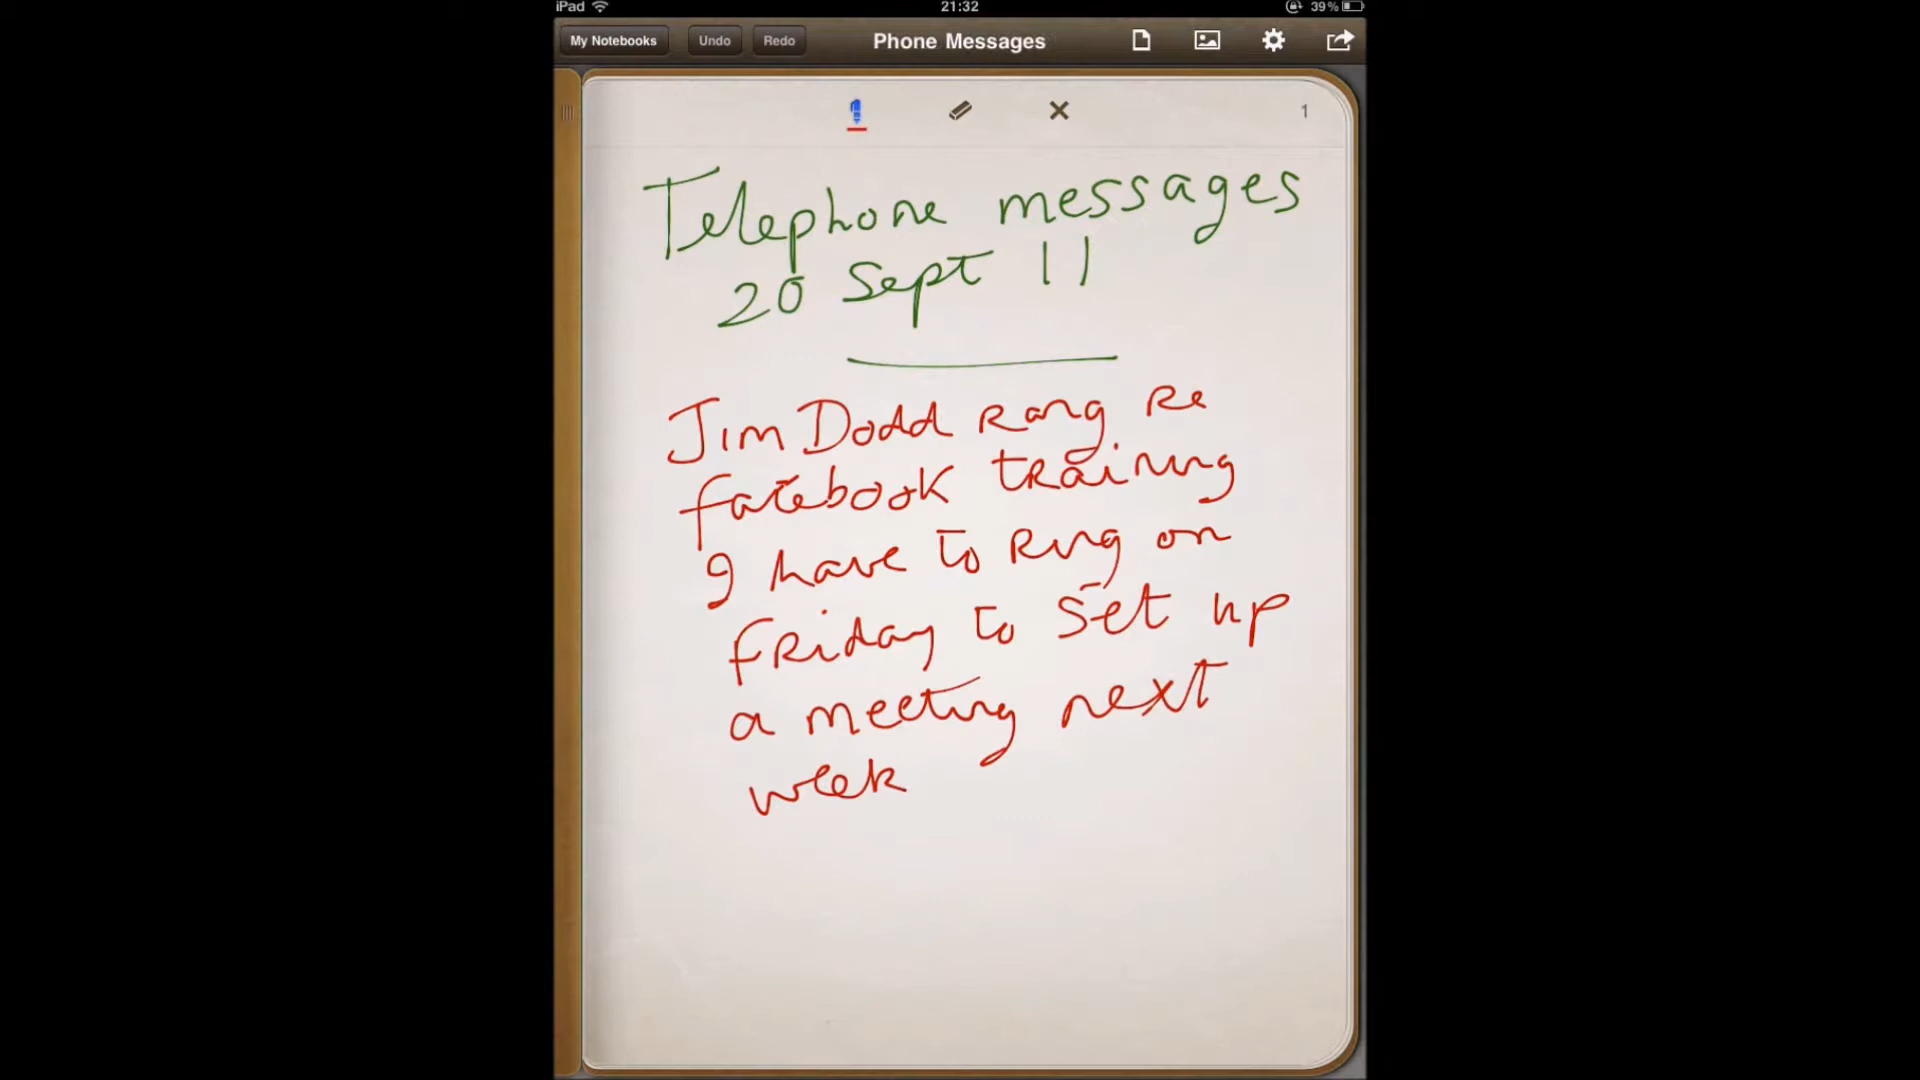 iPad 21:32 39%
My Notebooks Undo Redo Phone Messages
1
Telephone messages
20 Sept 11
Jim Dodd rang re
facebook training
I have to ring on
Friday to set up
a meeting next
week